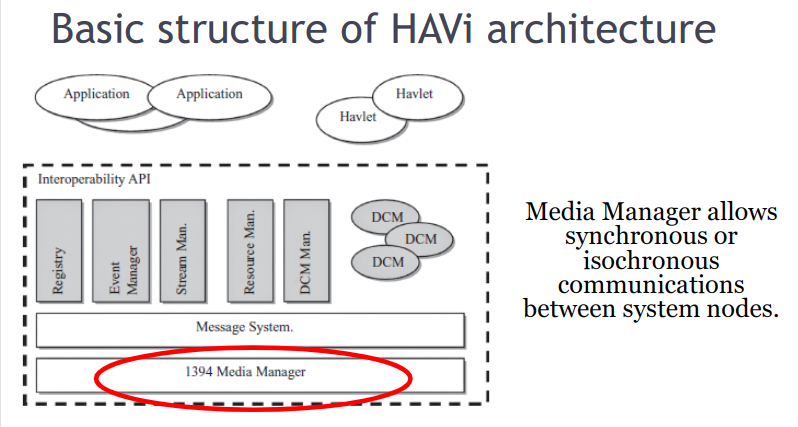 Basic structure of HAVi architecture
Application
Application
Havlet
Havlet
Interoperability API
Registry
Event
Manager
Stream Man.
Resource Man.
DCM Man.
DCM
DCM
DCM
Message System.
1394 Media Manager
Media Manager allows
synchronous or
isochronous
communications
between system nodes.